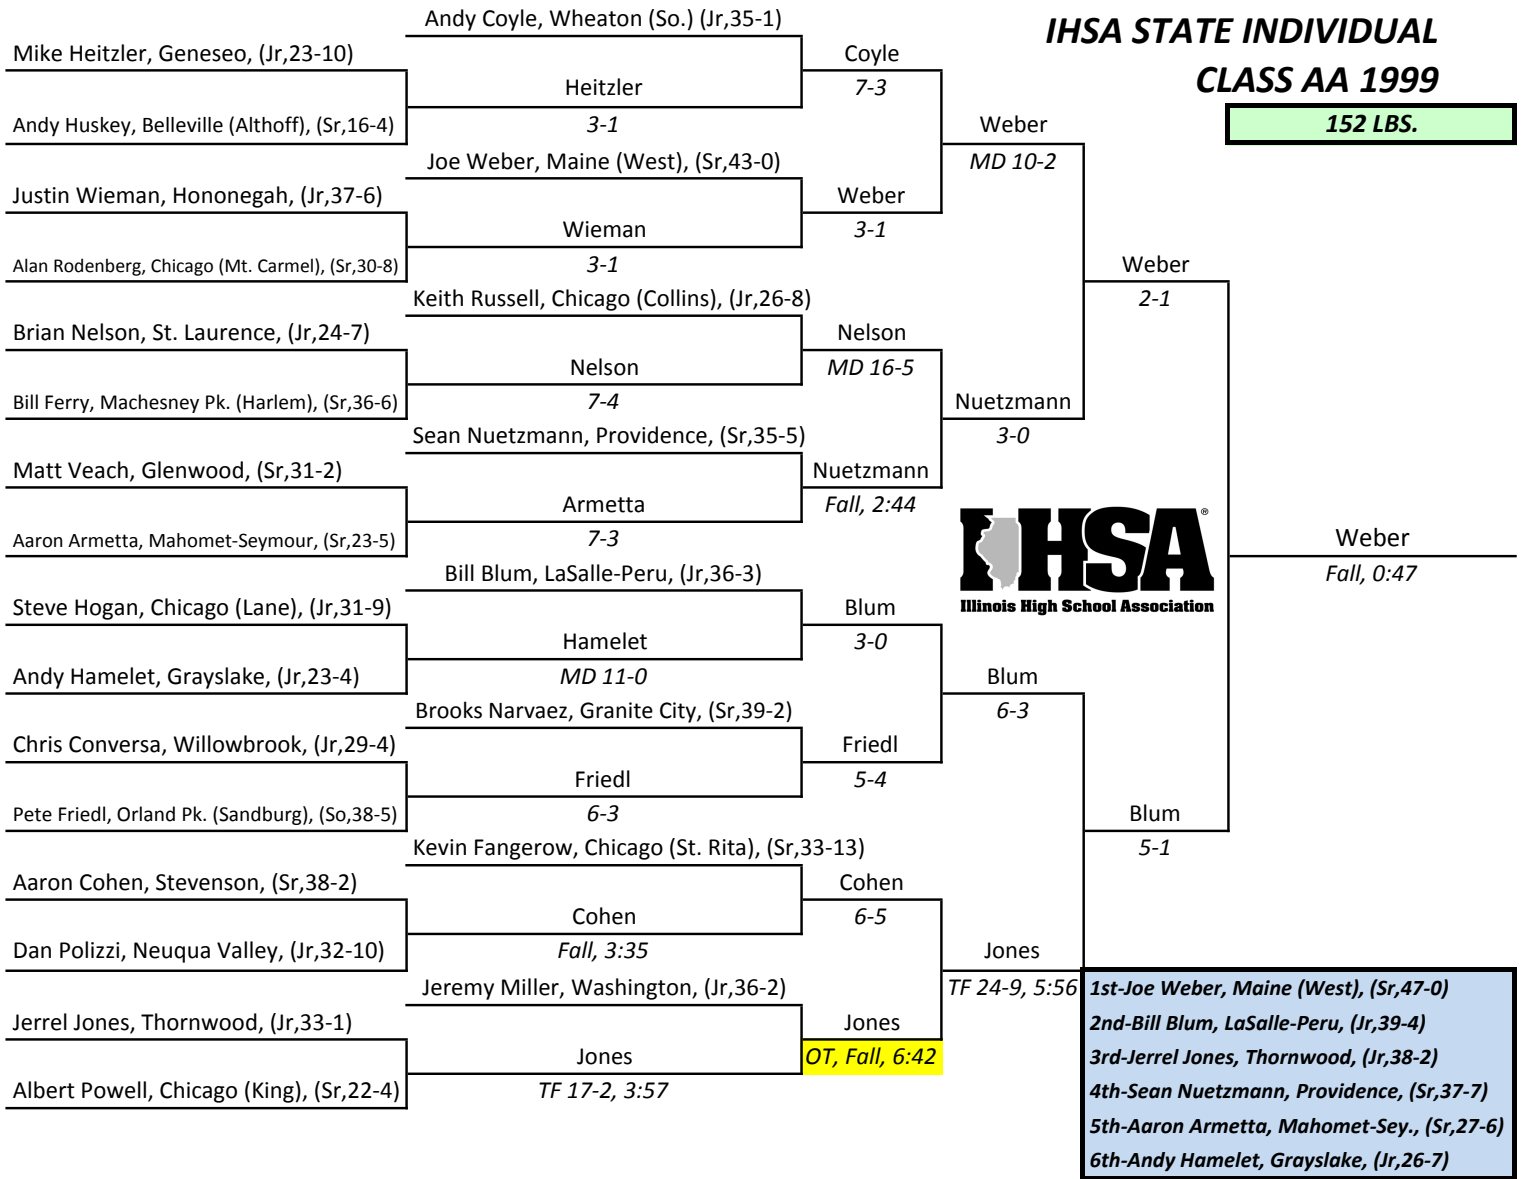 Andy Coyle, Wheaton (So.) (Jr,35-1)
IHSA STATE INDIVIDUAL
Mike Heitzler, Geneseo, (Jr,23-10)
Coyle
CLASS AA 1999
Heitzler
7-3
Andy Huskey, Belleville (Althoff), (Sr,16-4)
3-1
Weber
152 LBS.
Joe Weber, Maine (West), (Sr,43-0)
MD 10-2
Justin Wieman, Hononegah, (Jr,37-6)
Weber
Wieman
3-1
Alan Rodenberg, Chicago (Mt. Carmel), (Sr,30-8)
3-1
Weber
Keith Russell, Chicago (Collins), (Jr,26-8)
2-1
Brian Nelson, St. Laurence, (Jr,24-7)
Nelson
Nelson
MD 16-5
Bill Ferry, Machesney Pk. (Harlem), (Sr,36-6)
7-4
Nuetzmann
Sean Nuetzmann, Providence, (Sr,35-5)
3-0
Matt Veach, Glenwood, (Sr,31-2)
Nuetzmann
Armetta
Fall, 2:44
IHSA®
Aaron Armetta, Mahomet-Seymour, (Sr,23-5)
7-3
Weber
Bill Blum, LaSalle-Peru, (Jr,36-3)
Fall, 0:47
Steve Hogan, Chicago (Lane), (Jr,31-9)
Blum
Illinois High School Association
Hamelet
3-0
Andy Hamelet, Grayslake, (Jr,23-4)
MD 11-0
Blum
Brooks Narvaez, Granite City, (Sr,39-2)
6-3
Chris Conversa, Willowbrook, (Jr,29-4)
Friedl
Friedl
5-4
Pete Friedl, Orland Pk. (Sandburg), (So,38-5)
6-3
Blum
Kevin Fangerow, Chicago (St. Rita), (Sr,33-13)
5-1
Aaron Cohen, Stevenson, (Sr,38-2)
Cohen
Cohen
6-5
Dan Polizzi, Neuqua Valley, (Jr,32-10)
Fall, 3:35
Jones
Jeremy Miller, Washington, (Jr,36-2)
TF 24-9, 5:56
1st-Joe Weber, Maine (West), (Sr,47-0)
Jerrel Jones, Thornwood, (Jr,33-1)
Jones
2nd-Bill Blum, LaSalle-Peru, (Jr,39-4)
Jones
OT, Fall, 6:42
3rd-Jerrel Jones, Thornwood, (Jr,38-2)
Albert Powell, Chicago (King), (Sr,22-4)
TF 17-2, 3:57
4th-Sean Nuetzmann, Providence, (Sr,37-7)
5th-Aaron Armetta, Mahomet-Sey., (Sr,27-6)
6th-Andy Hamelet, Grayslake, (Jr,26-7)